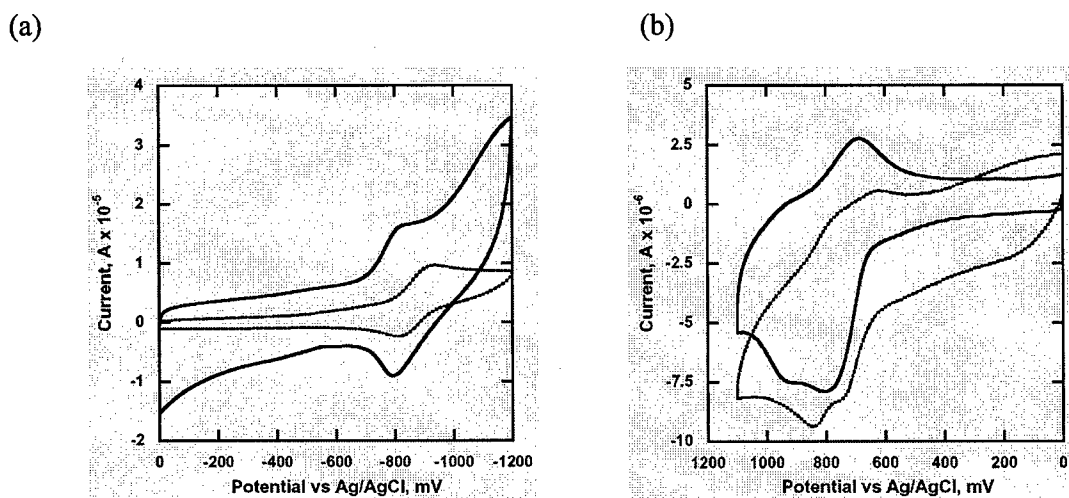 (a)
(b)
Current, A x 10⁻⁶
4
3
2
1
0
-1
-2
0 -200 -400 -600 -800 -1000 -1200
Potential vs Ag/AgCl, mV
Current, A x 10⁻⁶
5
2.5
0
-2.5
-5
-7.5
-10
1200 1000 800 600 400 200 0
Potential vs Ag/AgCl, mV